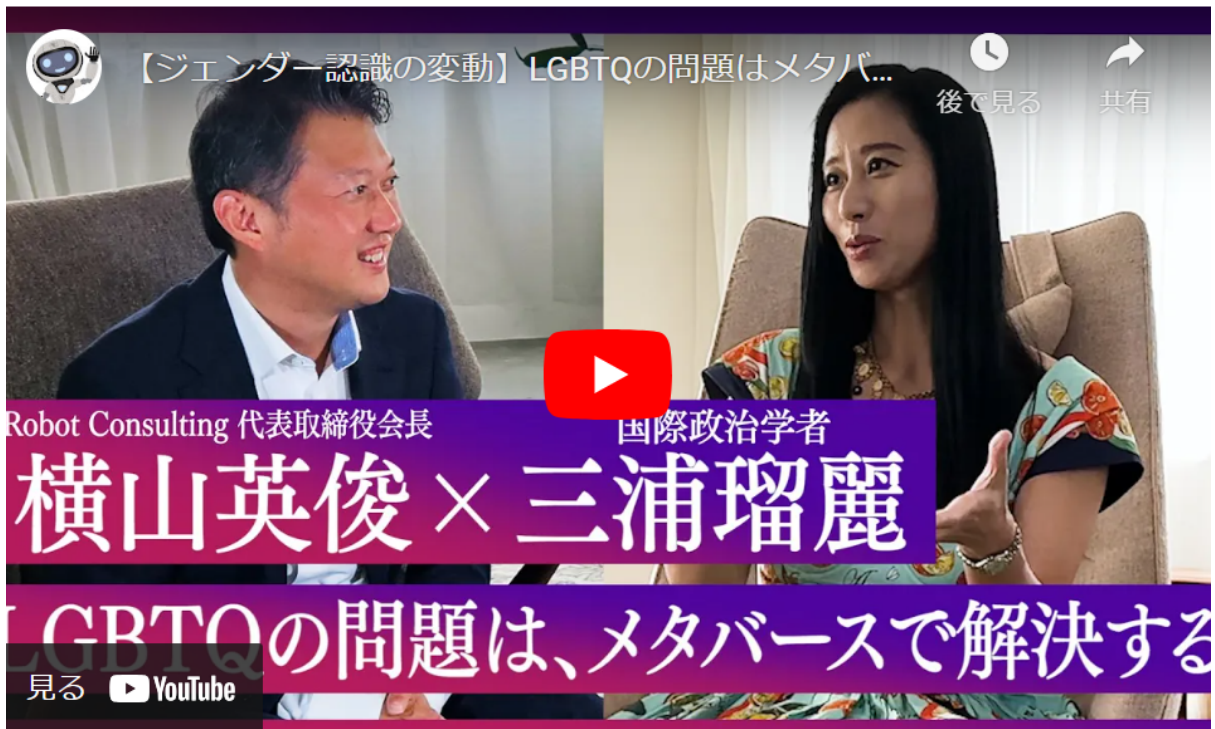 【ジェンダー認識の変動】LGBTQの問題はメタバ...
後で見る
共有
Robot Consulting 代表取締役会長
国際政治学者
横山英俊×三浦瑠麗
LGBTQの問題は、メタバースで解決する
見る YouTube